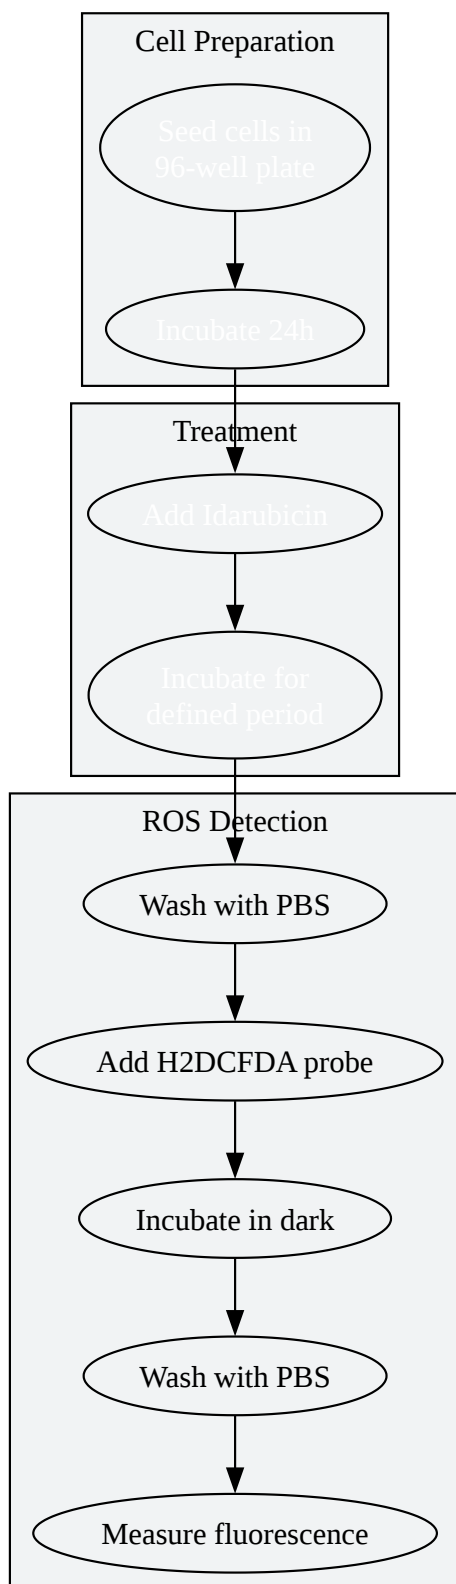 Cell Preparation
Seed cells in
96-well plate
Incubate 24h
Treatment
Add Idarubicin
Incubate for
defined period
ROS Detection
Wash with PBS
Add H2DCFDA probe
Incubate in dark
Wash with PBS
Measure fluorescence